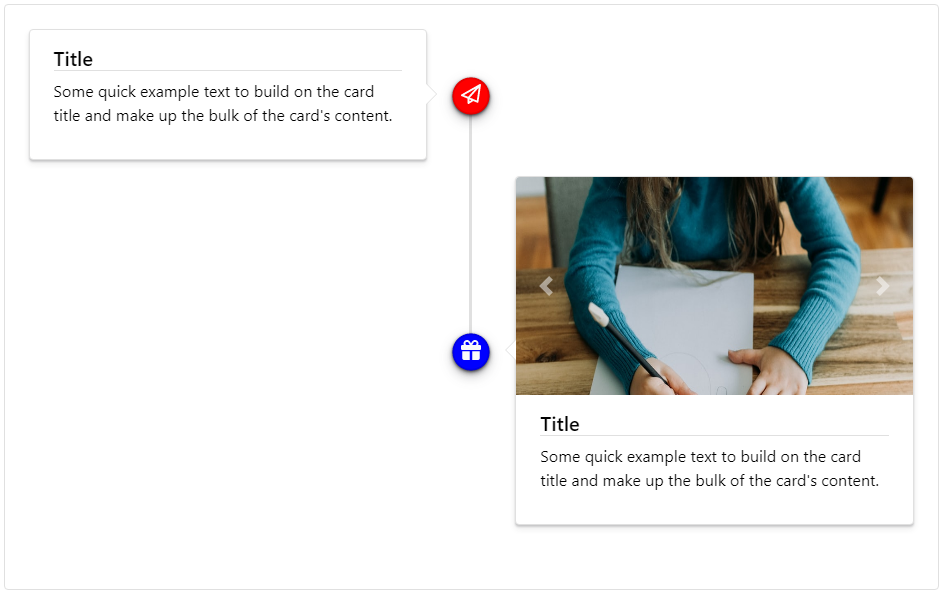 Title
Some quick example text to build on the card
title and make up the bulk of the card's content.
Title
Some quick example text to build on the card
title and make up the bulk of the card's content.